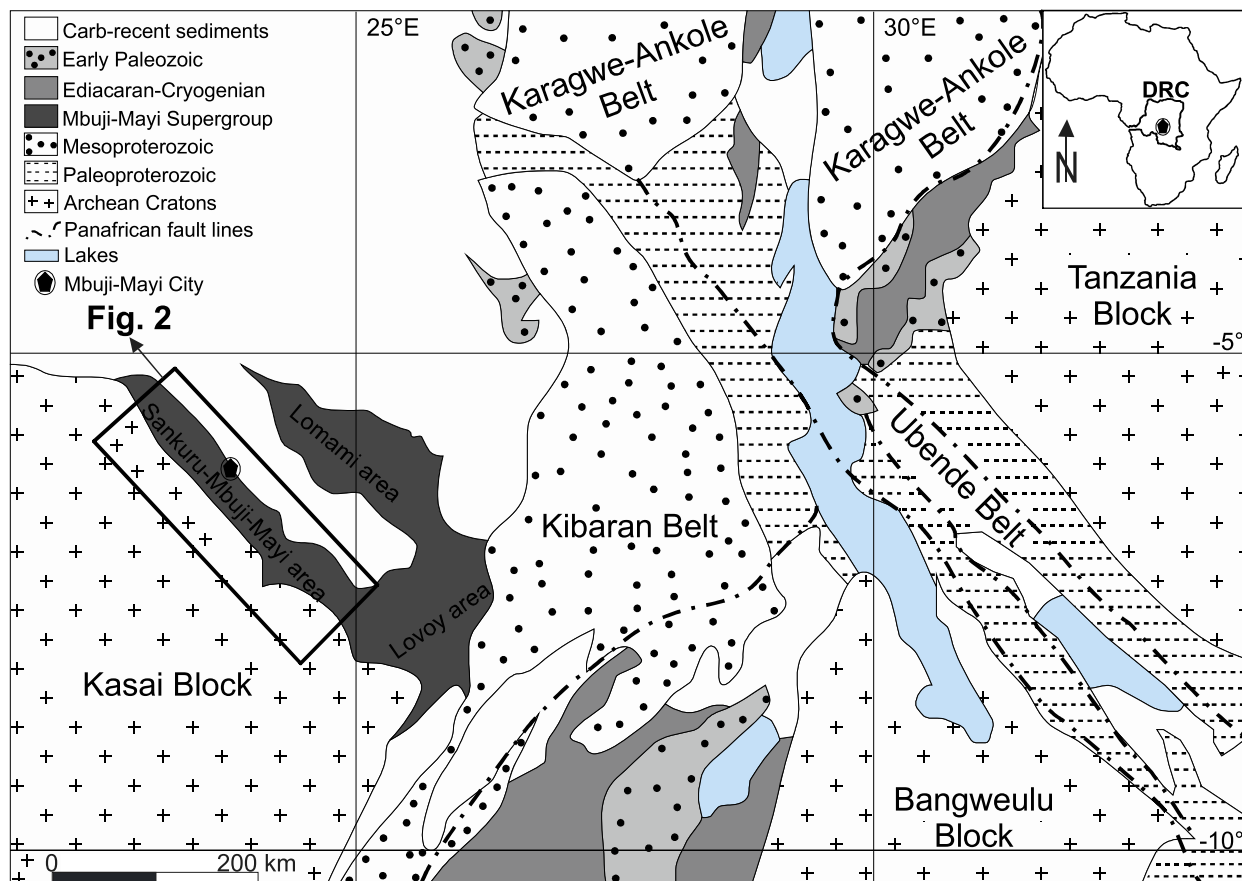 Carb-recent sediments
Early Paleozoic
Ediacaran-Cryogenian
Mbuji-Mayi Supergroup
Mesoproterozoic
Paleoproterozoic
Archean Cratons
Panafrican fault lines
Lakes
Mbuji-Mayi City
Fig. 2
25°E
30°E
Karagwe-Ankole
Belt
Karagwe-Ankole
Belt
DRC
N
Tanzania
Block
-5°
Lomami area
Sankuru-Mbuji-Mayi area
Lovoy area
Kibaran Belt
Ubende Belt
Kasai Block
Bangweulu
Block
-10°
0 200 km